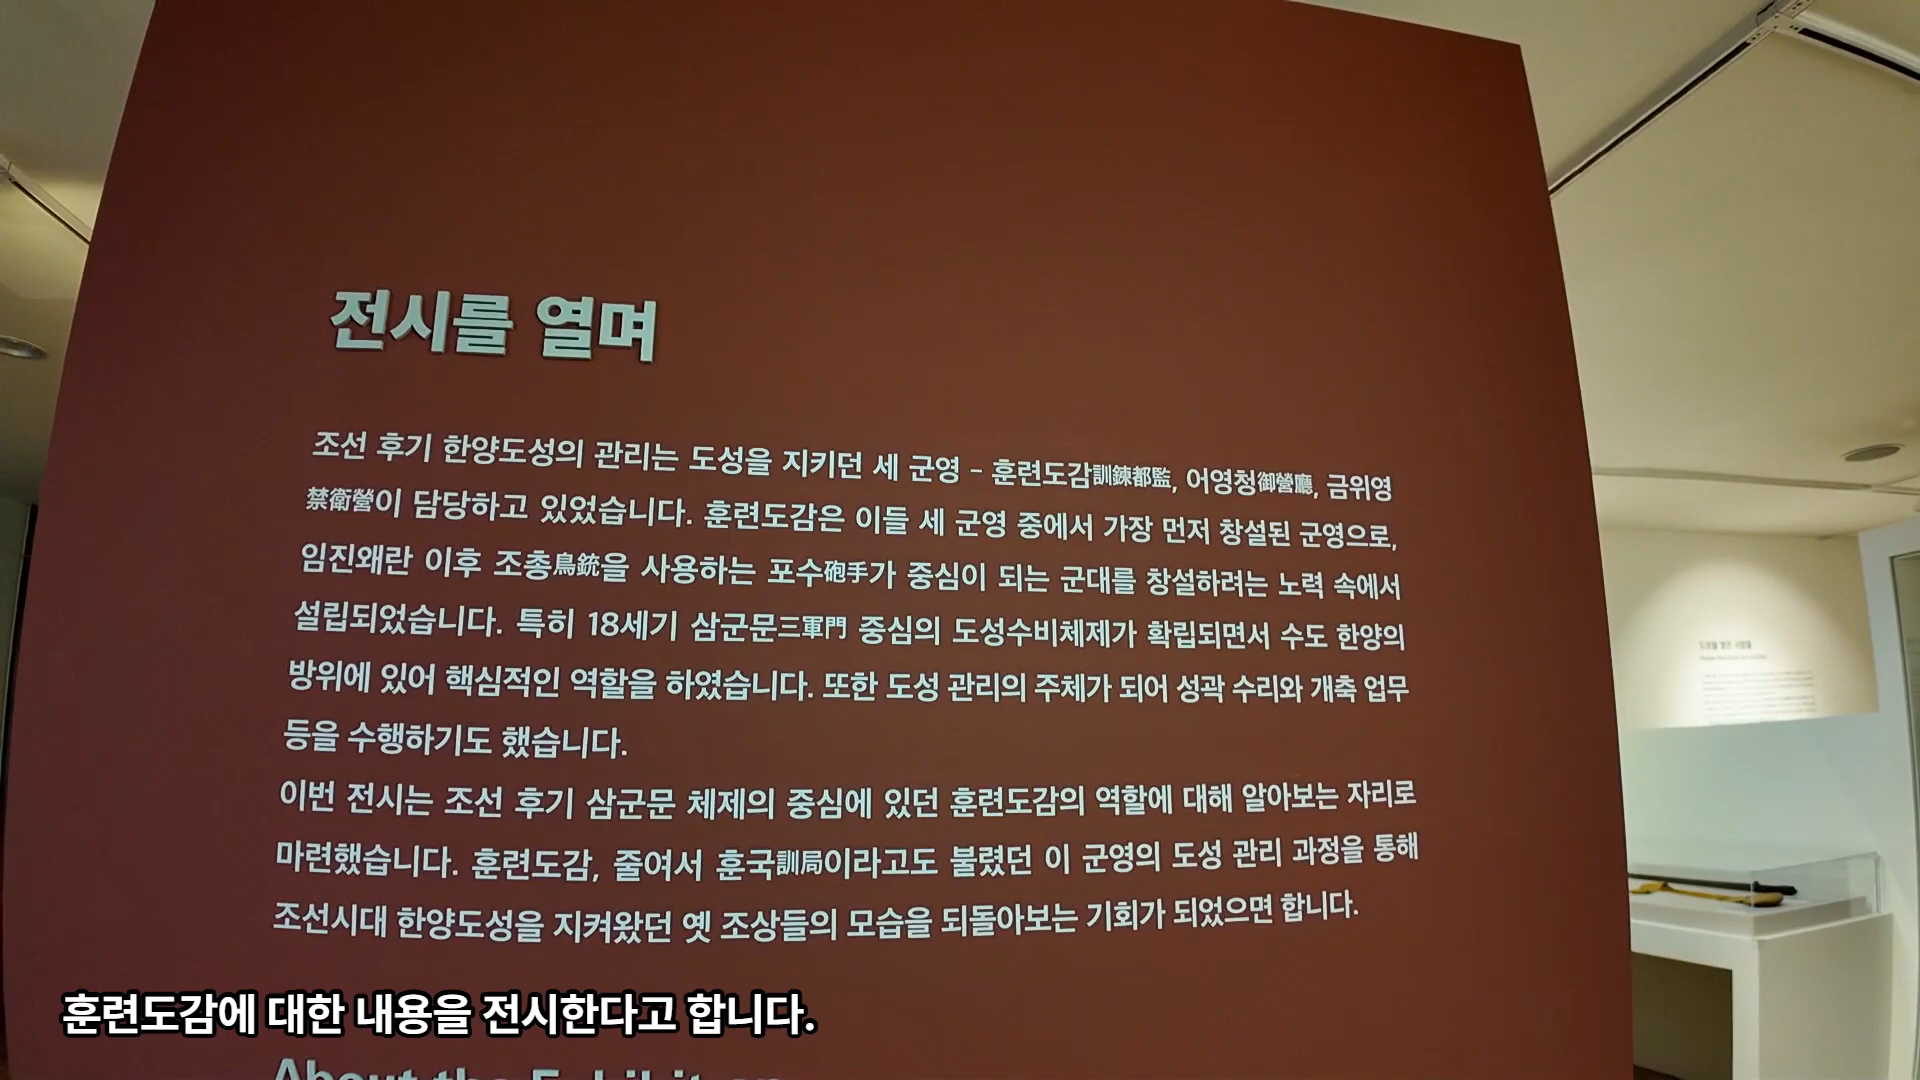 전시를 열며
조선 후기 한양도성의 관리는 도성을 지키던 세 군영 – 훈련도감訓鍊都監, 어영청御營廳, 금위영
禁衛營이 담당하고 있었습니다. 훈련도감은 이들 세 군영 중에서 가장 먼저 창설된 군영으로,
임진왜란 이후 조총鳥銃을 사용하는 포수砲手가 중심이 되는 군대를 창설하려는 노력 속에서
설립되었습니다. 특히 18세기 삼군문三軍門 중심의 도성수비체제가 확립되면서 수도 한양의
방위에 있어 핵심적인 역할을 하였습니다. 또한 도성 관리의 주체가 되어 성곽 수리와 개축 업무
등을 수행하기도 했습니다.
이번 전시는 조선 후기 삼군문 체제의 중심에 있던 훈련도감의 역할에 대해 알아보는 자리로
마련했습니다. 훈련도감, 줄여서 훈국訓局이라고도 불렸던 이 군영의 도성 관리 과정을 통해
조선시대 한양도성을 지켜왔던 옛 조상들의 모습을 되돌아보는 기회가 되었으면 합니다.
훈련도감에 대한 내용을 전시한다고 합니다.
About the Exhibition